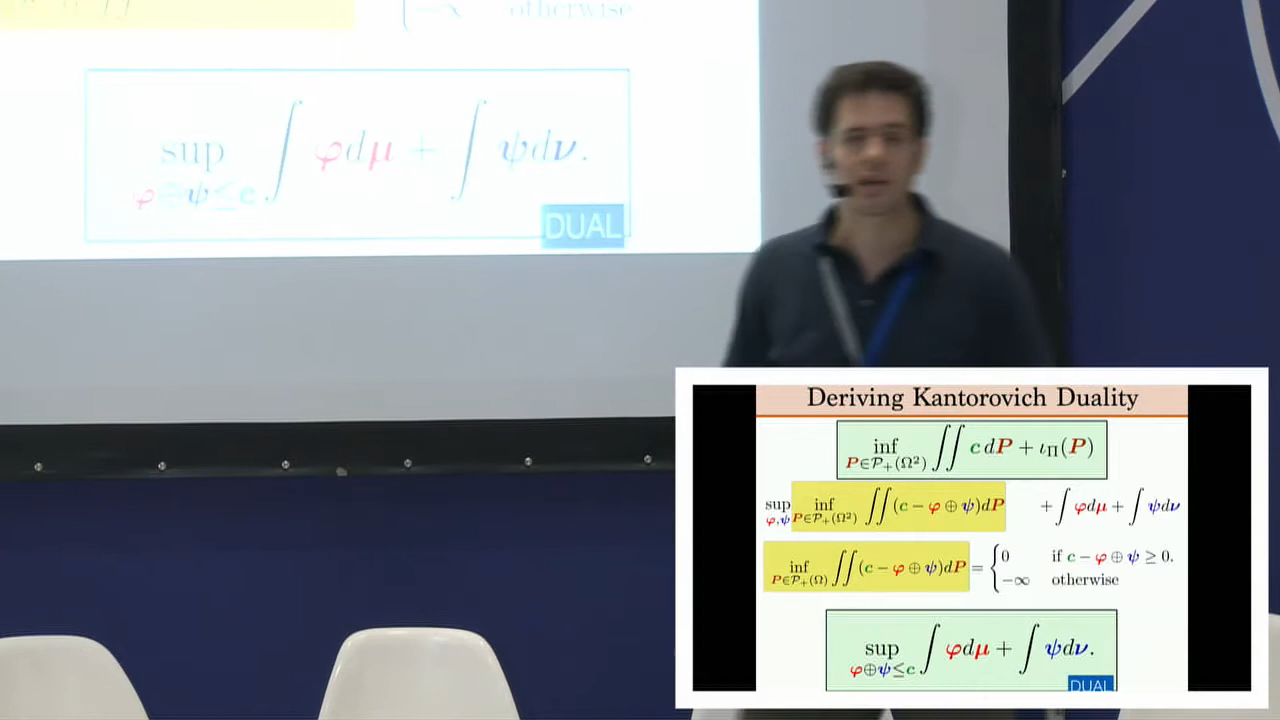 otherwise
sup ∫ φdμ + ∫ ψdν.
φ⊕ψ≤c
DUAL
Deriving Kantorovich Duality
inf ∬ c dP + ι_Π(P)
P∈𝒫₊(Ω²)
sup inf ∬ (c − φ ⊕ ψ)dP + ∫ φdμ + ∫ ψdν
φ,ψ P∈𝒫₊(Ω²)
inf ∬ (c − φ ⊕ ψ)dP = { 0 if c − φ ⊕ ψ ≥ 0.
P∈𝒫₊(Ω) −∞ otherwise
sup ∫ φdμ + ∫ ψdν.
φ⊕ψ≤c
DUAL